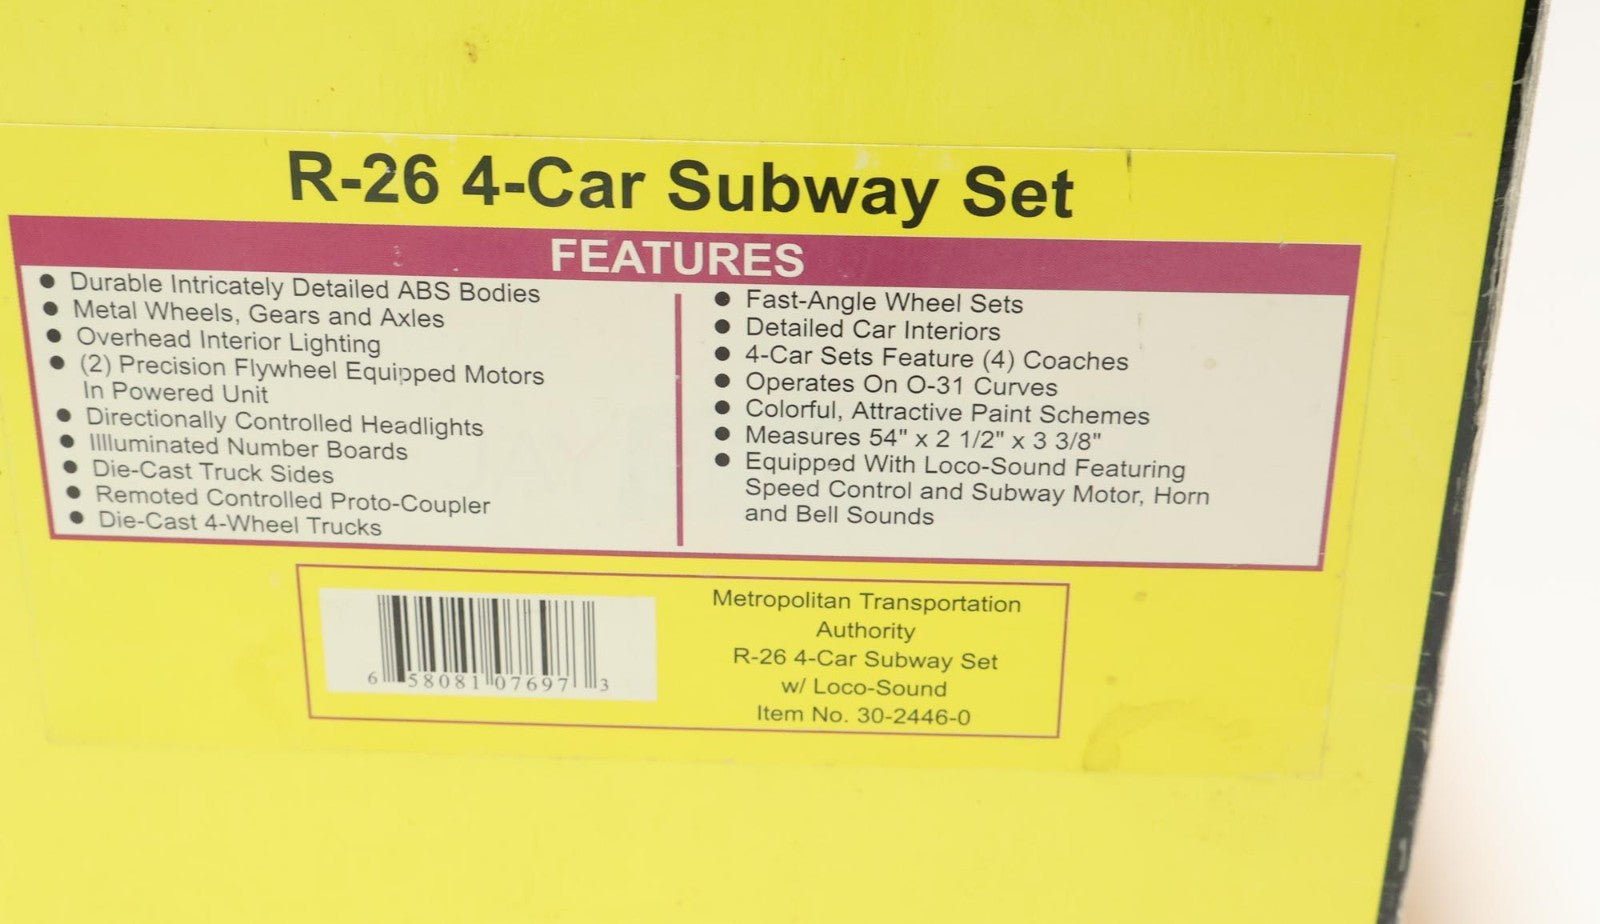 R-26 4-Car Subway Set
FEATURES
● Durable Intricately Detailed ABS Bodies
● Metal Wheels, Gears and Axles
● Overhead Interior Lighting
● (2) Precision Flywheel Equipped Motors
In Powered Unit
● Directionally Controlled Headlights
● Illluminated Number Boards
● Die-Cast Truck Sides
● Remoted Controlled Proto-Coupler
● Die-Cast 4-Wheel Trucks
● Fast-Angle Wheel Sets
● Detailed Car Interiors
● 4-Car Sets Feature (4) Coaches
● Operates On O-31 Curves
● Colorful, Attractive Paint Schemes
● Measures 54" x 2 1/2" x 3 3/8"
● Equipped With Loco-Sound Featuring
Speed Control and Subway Motor, Horn
and Bell Sounds
6 58081 07697 3
Metropolitan Transportation
Authority
R-26 4-Car Subway Set
w/ Loco-Sound
Item No. 30-2446-0